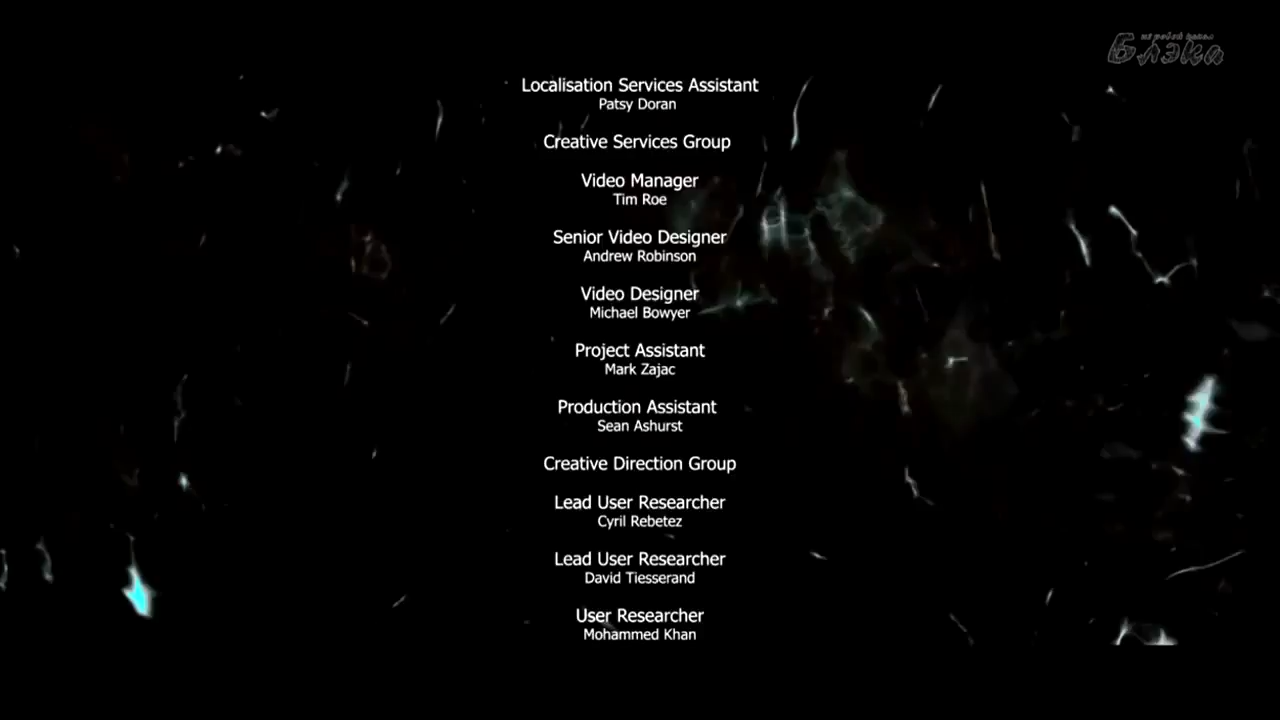 Блэка
Localisation Services Assistant
Patsy Doran
Creative Services Group
Video Manager
Tim Roe
Senior Video Designer
Andrew Robinson
Video Designer
Michael Bowyer
Project Assistant
Mark Zajac
Production Assistant
Sean Ashurst
Creative Direction Group
Lead User Researcher
Cyril Rebetez
Lead User Researcher
David Tiesserand
User Researcher
Mohammed Khan